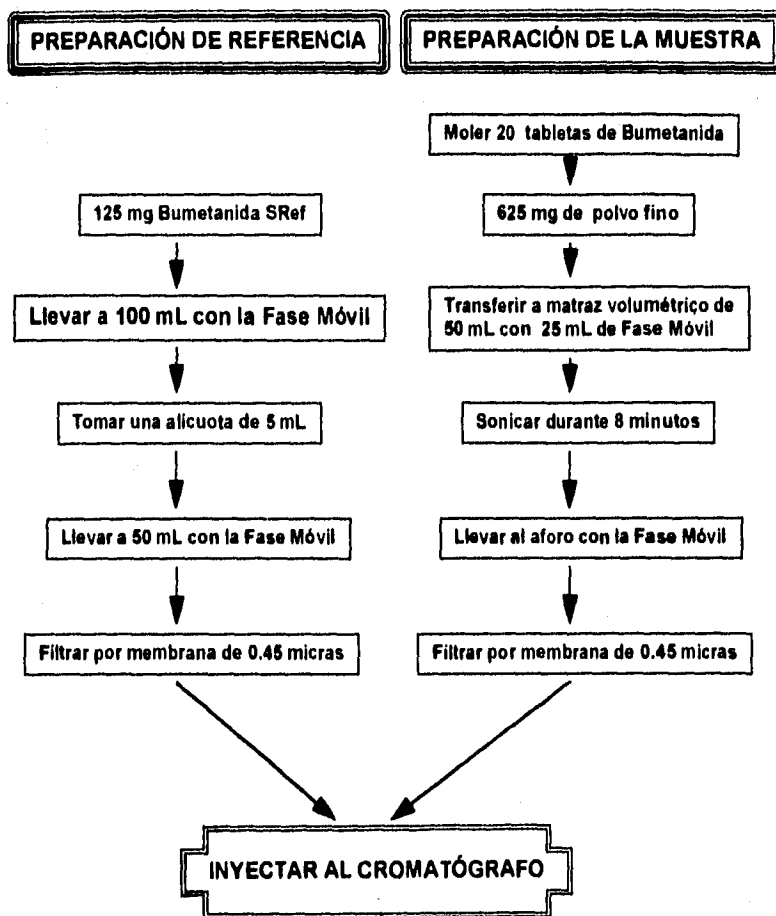 PREPARACIÓN DE REFERENCIA
125 mg Bumetanida SRef
Llevar a 100 mL con la Fase Móvil
Tomar una alícuota de 5 mL
Llevar a 50 mL con la Fase Móvil
Filtrar por membrana de 0.45 micras
PREPARACIÓN DE LA MUESTRA
Moler 20 tabletas de Bumetanida
625 mg de polvo fino
Transferir a matraz volumétrico de
50 mL con 25 mL de Fase Móvil
Sonicar durante 8 minutos
Llevar al aforo con la Fase Móvil
Filtrar por membrana de 0.45 micras
INYECTAR AL CROMATÓGRAFO